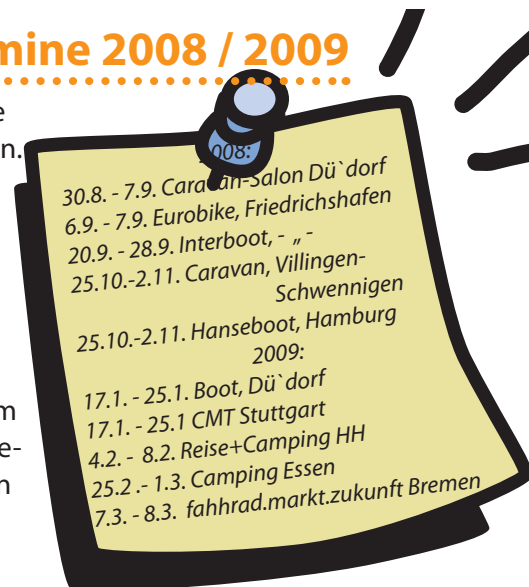 mine 2008 / 2009
e
n.
2008:
30.8. - 7.9. Caravan-Salon Dü`dorf
6.9. - 7.9. Eurobike, Friedrichshafen
20.9. - 28.9. Interboot, - „ -
25.10.-2.11. Caravan, Villingen-
Schwennigen
25.10.-2.11. Hanseboot, Hamburg
2009:
17.1. - 25.1. Boot, Dü`dorf
17.1. - 25.1 CMT Stuttgart
4.2. - 8.2. Reise+Camping HH
25.2 .- 1.3. Camping Essen
7.3. - 8.3. fahhrad.markt.zukunft Bremen
m
e-
n